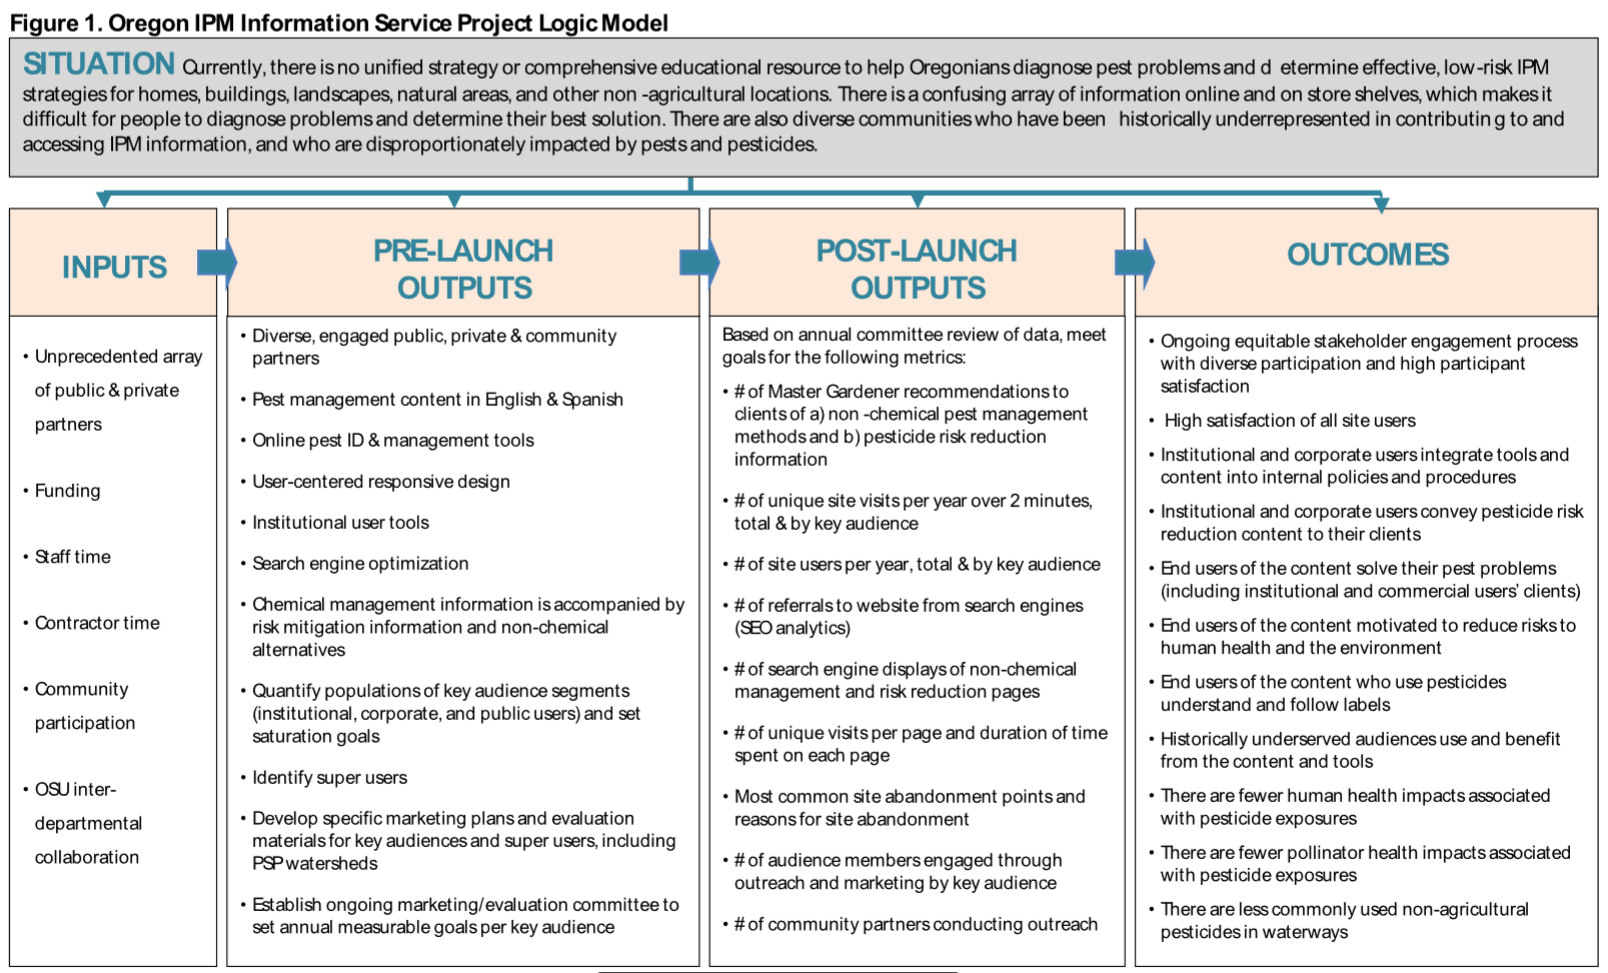 Figure 1. Oregon IPM Information Service Project Logic Model
SITUATION Currently, there is no unified strategy or comprehensive educational resource to help Oregonians diagnose pest problems and d etermine effective, low-risk IPM
strategies for homes, buildings, landscapes, natural areas, and other non -agricultural locations. There is a confusing array of information online and on store shelves, which makes it
difficult for people to diagnose problems and determine their best solution. There are also diverse communities who have been historically underrepresented in contributin g to and
accessing IPM information, and who are disproportionately impacted by pests and pesticides.
INPUTS
• Unprecedented array
of public & private
partners
• Funding
• Staff time
• Contractor time
• Community
participation
• OSU inter-
departmental
collaboration
PRE-LAUNCH
OUTPUTS
• Diverse, engaged public, private & community
partners
• Pest management content in English & Spanish
• Online pest ID & management tools
• User-centered responsive design
• Institutional user tools
• Search engine optimization
• Chemical management information is accompanied by
risk mitigation information and non-chemical
alternatives
• Quantify populations of key audience segments
(institutional, corporate, and public users) and set
saturation goals
• Identify super users
• Develop specific marketing plans and evaluation
materials for key audiences and super users, including
PSP watersheds
• Establish ongoing marketing/evaluation committee to
set annual measurable goals per key audience
POST-LAUNCH
OUTPUTS
Based on annual committee review of data, meet
goals for the following metrics:
• # of Master Gardener recommendations to
clients of a) non -chemical pest management
methods and b) pesticide risk reduction
information
• # of unique site visits per year over 2 minutes,
total & by key audience
• # of site users per year, total & by key audience
• # of referrals to website from search engines
(SEO analytics)
• # of search engine displays of non-chemical
management and risk reduction pages
• # of unique visits per page and duration of time
spent on each page
• Most common site abandonment points and
reasons for site abandonment
• # of audience members engaged through
outreach and marketing by key audience
• # of community partners conducting outreach
OUTCOMES
• Ongoing equitable stakeholder engagement process
with diverse participation and high participant
satisfaction
• High satisfaction of all site users
• Institutional and corporate users integrate tools and
content into internal policies and procedures
• Institutional and corporate users convey pesticide risk
reduction content to their clients
• End users of the content solve their pest problems
(including institutional and commercial users' clients)
• End users of the content motivated to reduce risks to
human health and the environment
• End users of the content who use pesticides
understand and follow labels
• Historically underserved audiences use and benefit
from the content and tools
• There are fewer human health impacts associated
with pesticide exposures
• There are fewer pollinator health impacts associated
with pesticide exposures
• There are less commonly used non-agricultural
pesticides in waterways